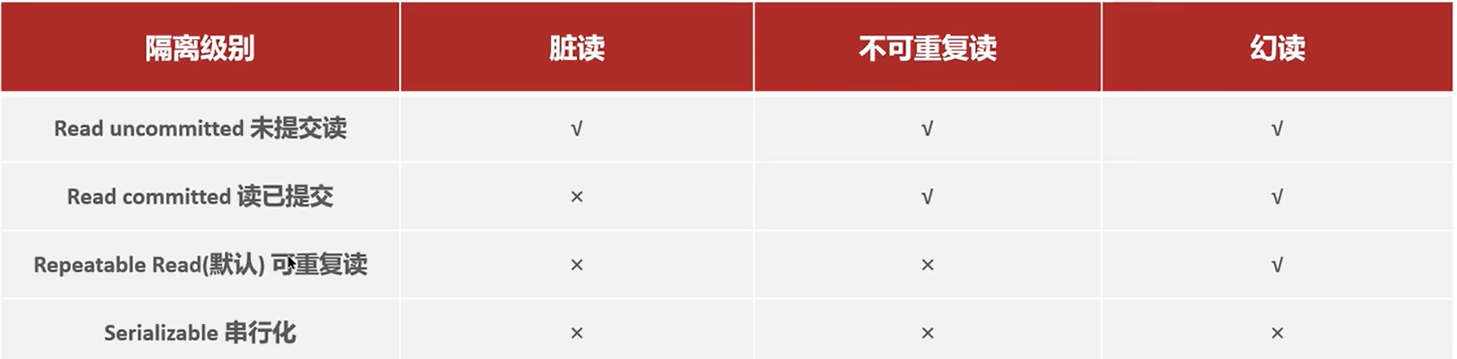 隔离级别 脏读 不可重复读 幻读
Read uncommitted 未提交读 √ √ √
Read committed 读已提交 × √ √
Repeatable Read(默认) 可重复读 × × √
Serializable 串行化 × × ×